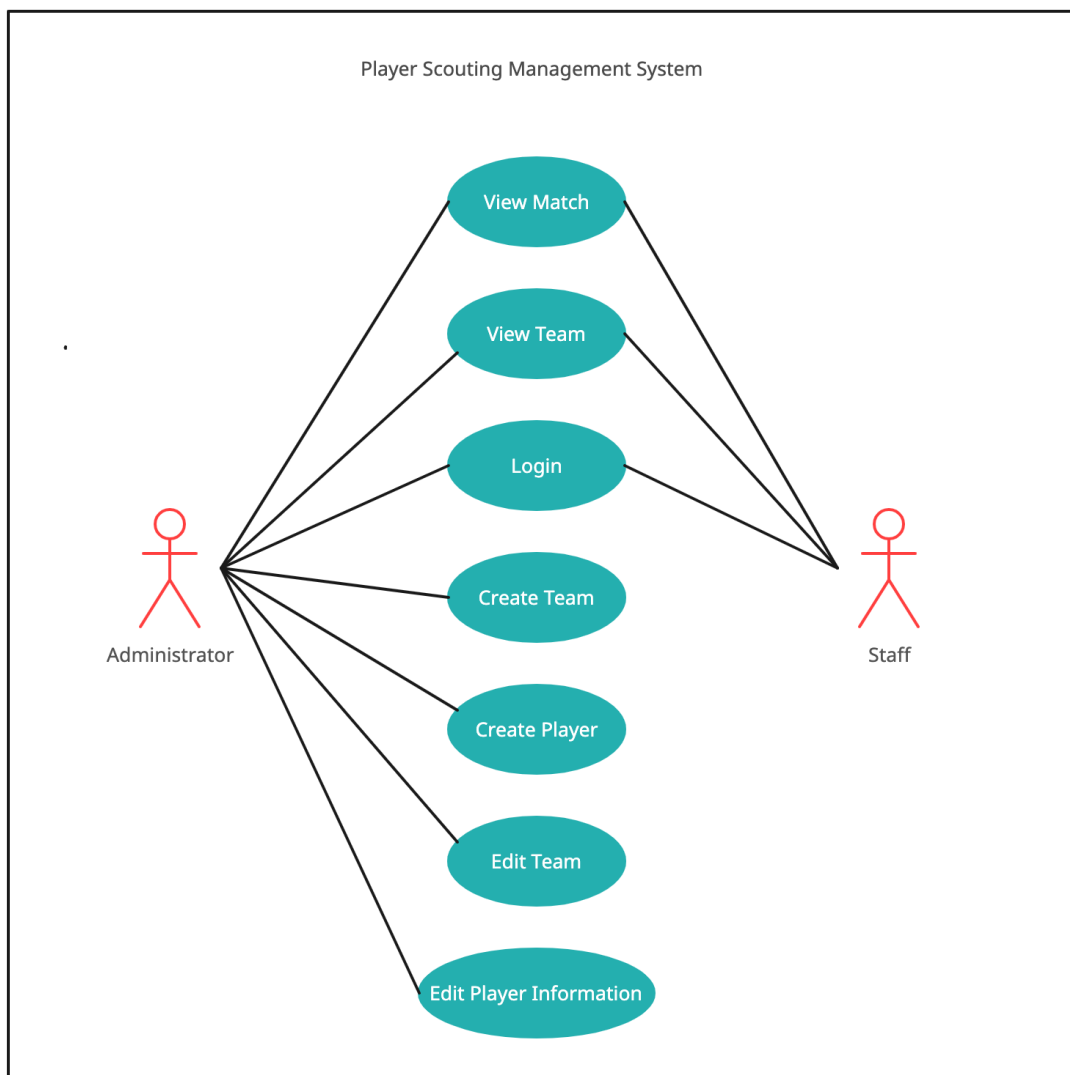 Player Scouting Management System
View Match
View Team
Login
Create Team
Administrator
Staff
Create Player
Edit Team
Edit Player Information